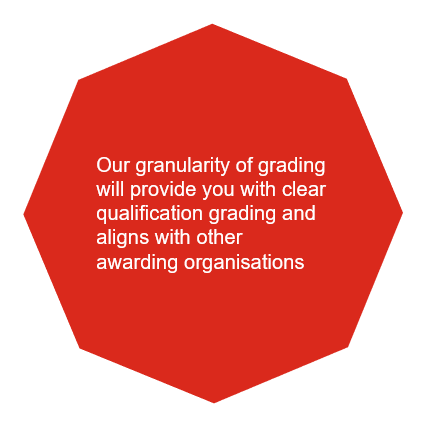 Our granularity of grading
will provide you with clear
qualification grading and
aligns with other
awarding organisations